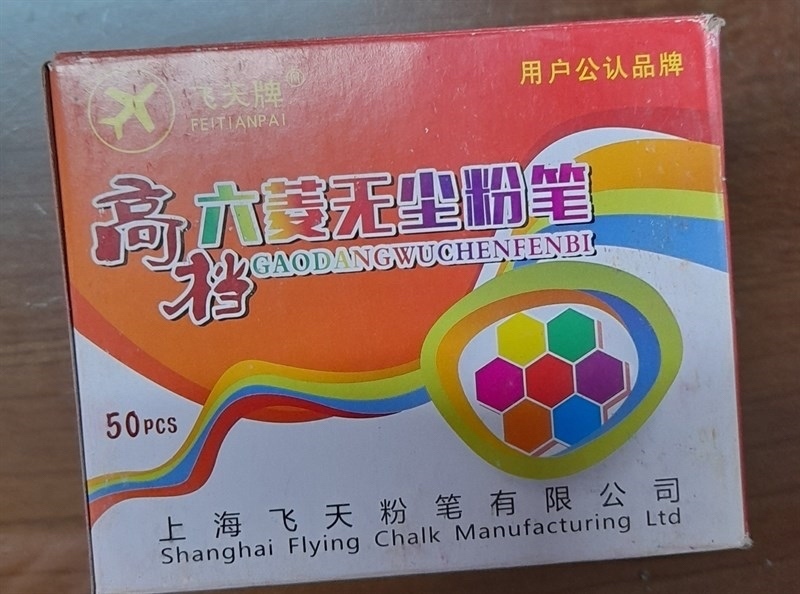 飞天牌
FEITIANPAI
用户公认品牌
高档
六菱无尘粉笔
GAODANGWUCHENFENBI
50PCS
上海飞天粉笔有限公司
Shanghai Flying Chalk Manufacturing Ltd